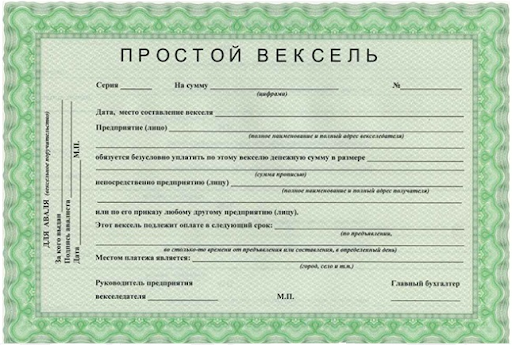 ПРОСТОЙ ВЕКСЕЛЬ
Серия На сумму №
(цифрами)
Дата, место составление векселя
Предприятие (лицо)
(полное наименование и полный адрес векселедателя)
обязуется безусловно уплатить по этому векселю денежную сумму в размере
(сумма прописью)
непосредственно предприятию (лицу)
(полное наименование и полный адрес получателя)
или по его приказу любому другому предприятию (лицу).
Этот вексель подлежит оплате в следующий срок:
(по предъявлении,
во столько-то времени от предъявления или составления, в определенный день)
Местом платежа является:
(город, село и т.п.)
Руководитель предприятия Главный бухгалтер
векселедателя М.П.
ДЛЯ АВАЛЯ (вексельное поручительство)
За кого выдан
Подпись авалиста М.П.
Дата